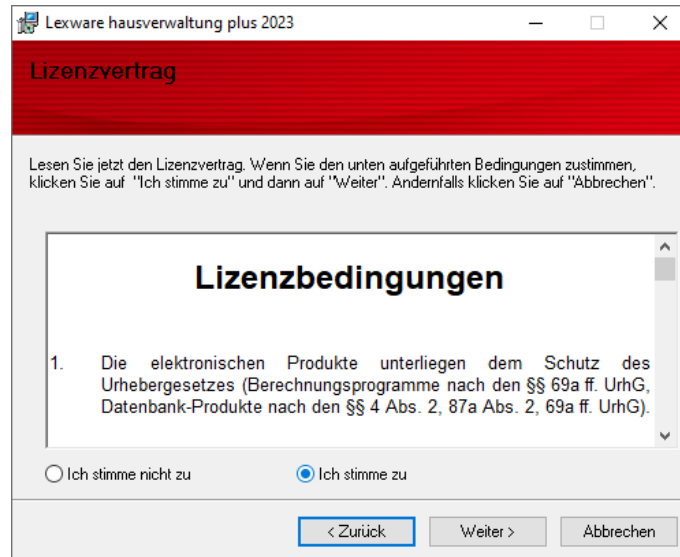 Lexware hausverwaltung plus 2023
Lizenzvertrag
Lesen Sie jetzt den Lizenzvertrag. Wenn Sie den unten aufgeführten Bedingungen zustimmen,
klicken Sie auf "Ich stimme zu" und dann auf "Weiter". Andernfalls klicken Sie auf "Abbrechen".
Lizenzbedingungen
1. Die elektronischen Produkte unterliegen dem Schutz des
Urhebergesetzes (Berechnungsprogramme nach den §§ 69a ff. UrhG,
Datenbank-Produkte nach den §§ 4 Abs. 2, 87a Abs. 2, 69a ff. UrhG).
Ich stimme nicht zu Ich stimme zu
< Zurück Weiter > Abbrechen